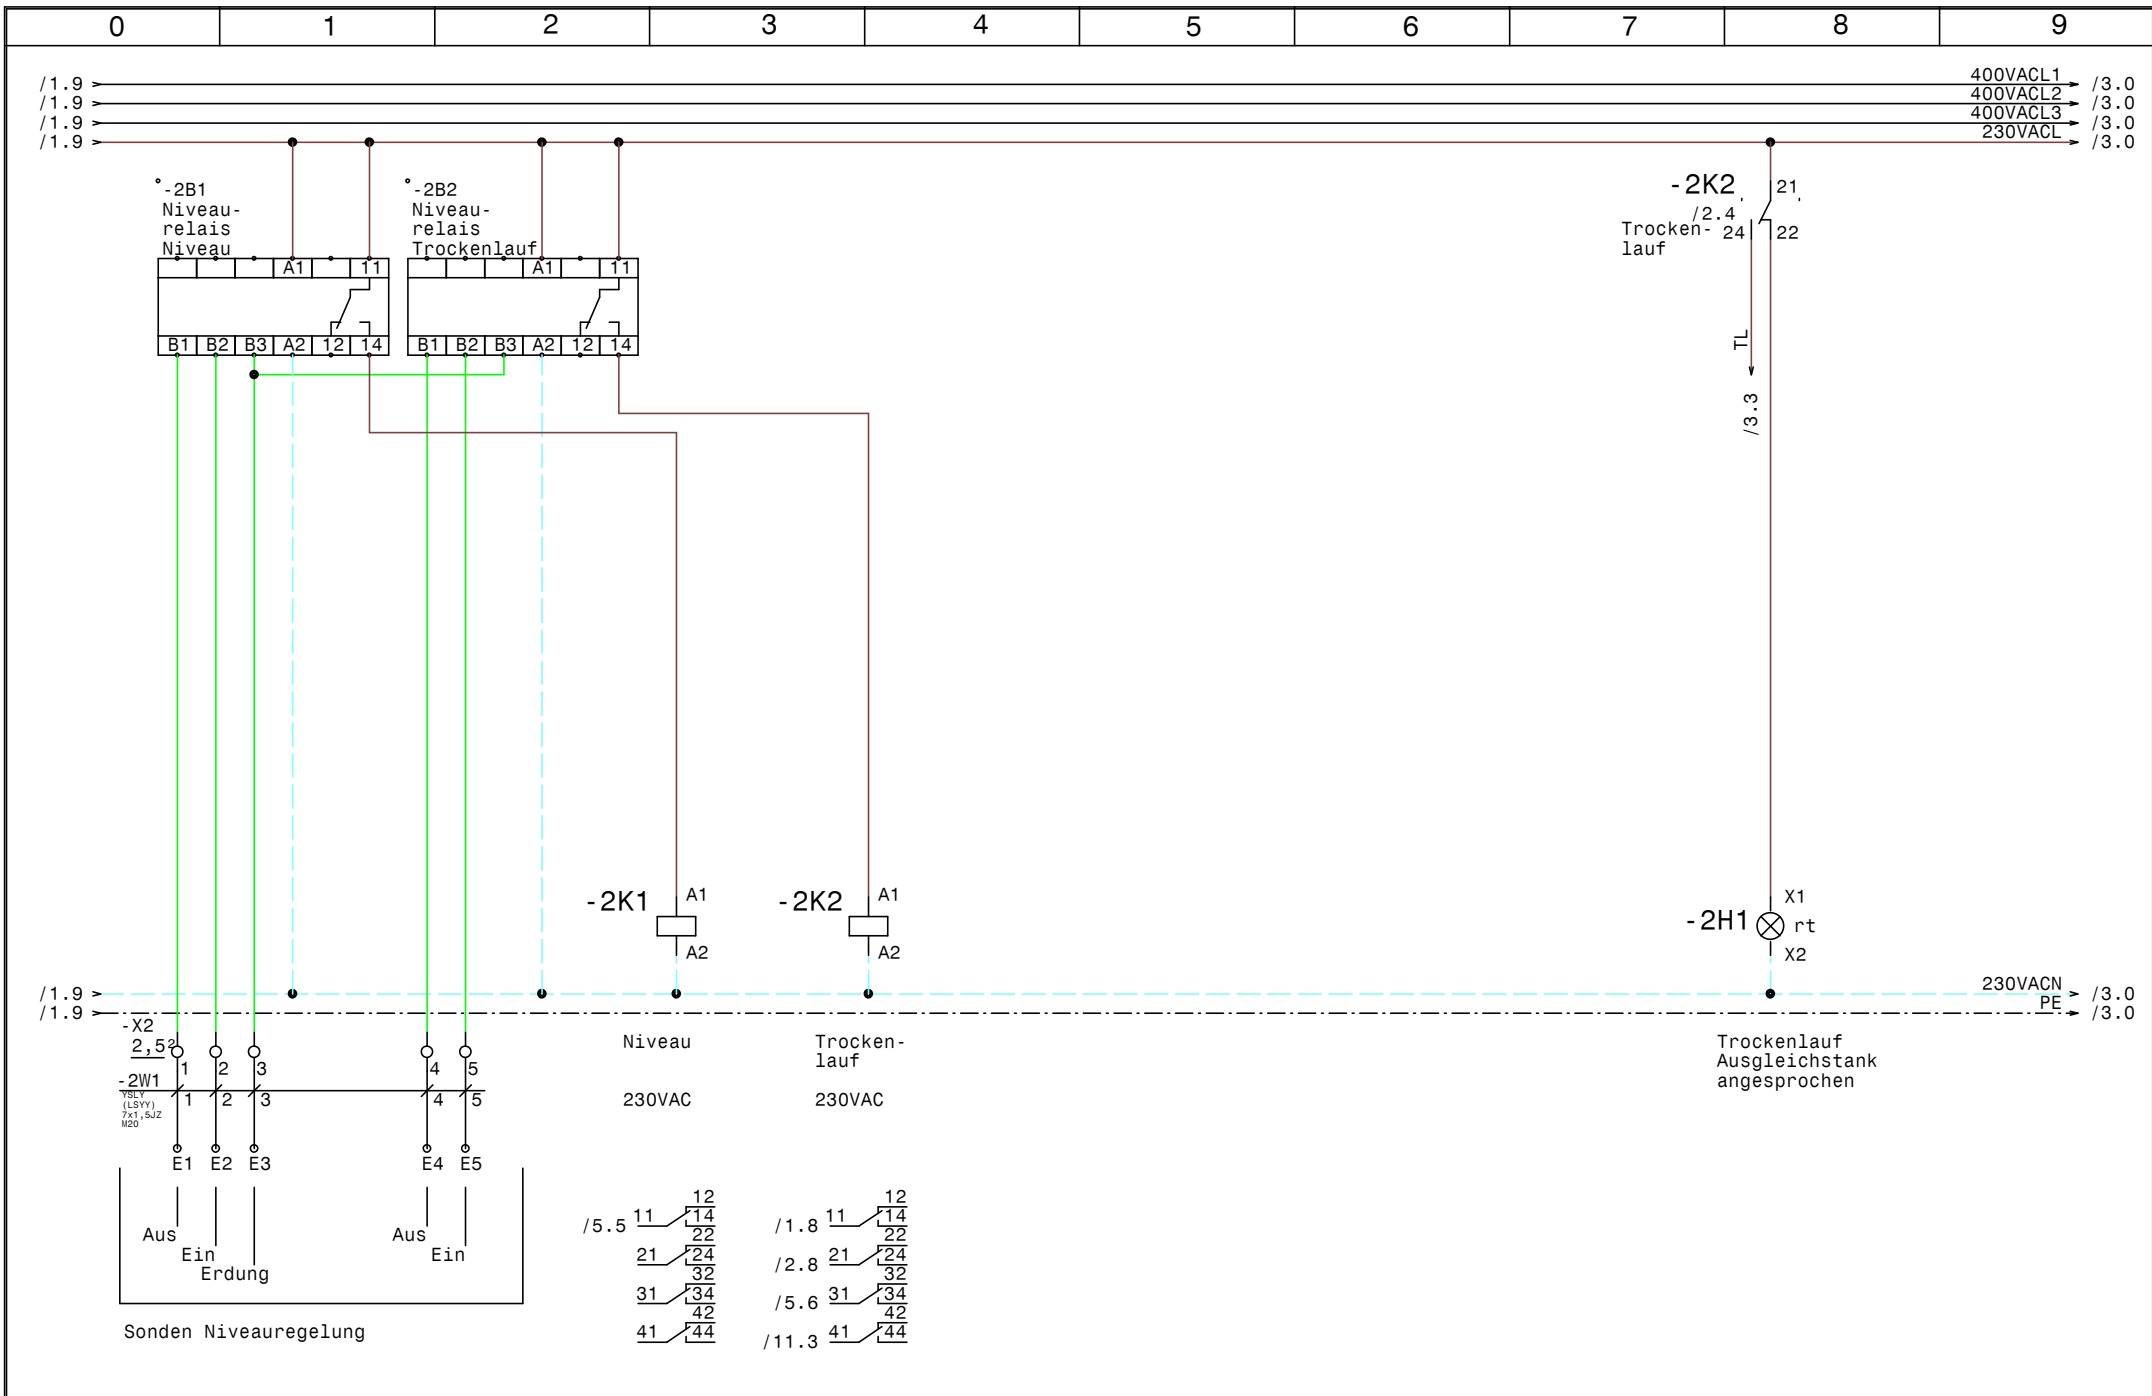 0 1 2 3 4 5 6 7 8 9
/1.9 400VACL1 /3.0
/1.9 400VACL2 /3.0
/1.9 400VACL3 /3.0
/1.9 230VACL /3.0
-2B1
Niveau-
relais
Niveau
A1 11
B1 B2 B3 A2 12 14
-2B2
Niveau-
relais
Trockenlauf
A1 11
B1 B2 B3 A2 12 14
-2K2 21
/2.4
Trocken- 24 22
lauf
TL
/3.3
-2K1 A1
A2
-2K2 A1
A2
X1
-2H1 rt
X2
/1.9 230VACN /3.0
/1.9 PE /3.0
-X2
2,5²
1 2 3 4 5
-2W1
YSLY
(LSYY)
7x1,5JZ
M20
1 2 3 4 5
E1 E2 E3 E4 E5
Aus
Ein
Erdung
Aus
Ein
Sonden Niveauregelung
Niveau
230VAC
Trocken-
lauf
230VAC
Trockenlauf
Ausgleichstank
angesprochen
12
/5.5 11 14
22
21 24
32
31 34
42
41 44
12
/1.8 11 14
22
/2.8 21 24
32
/5.6 31 34
42
/11.3 41 44